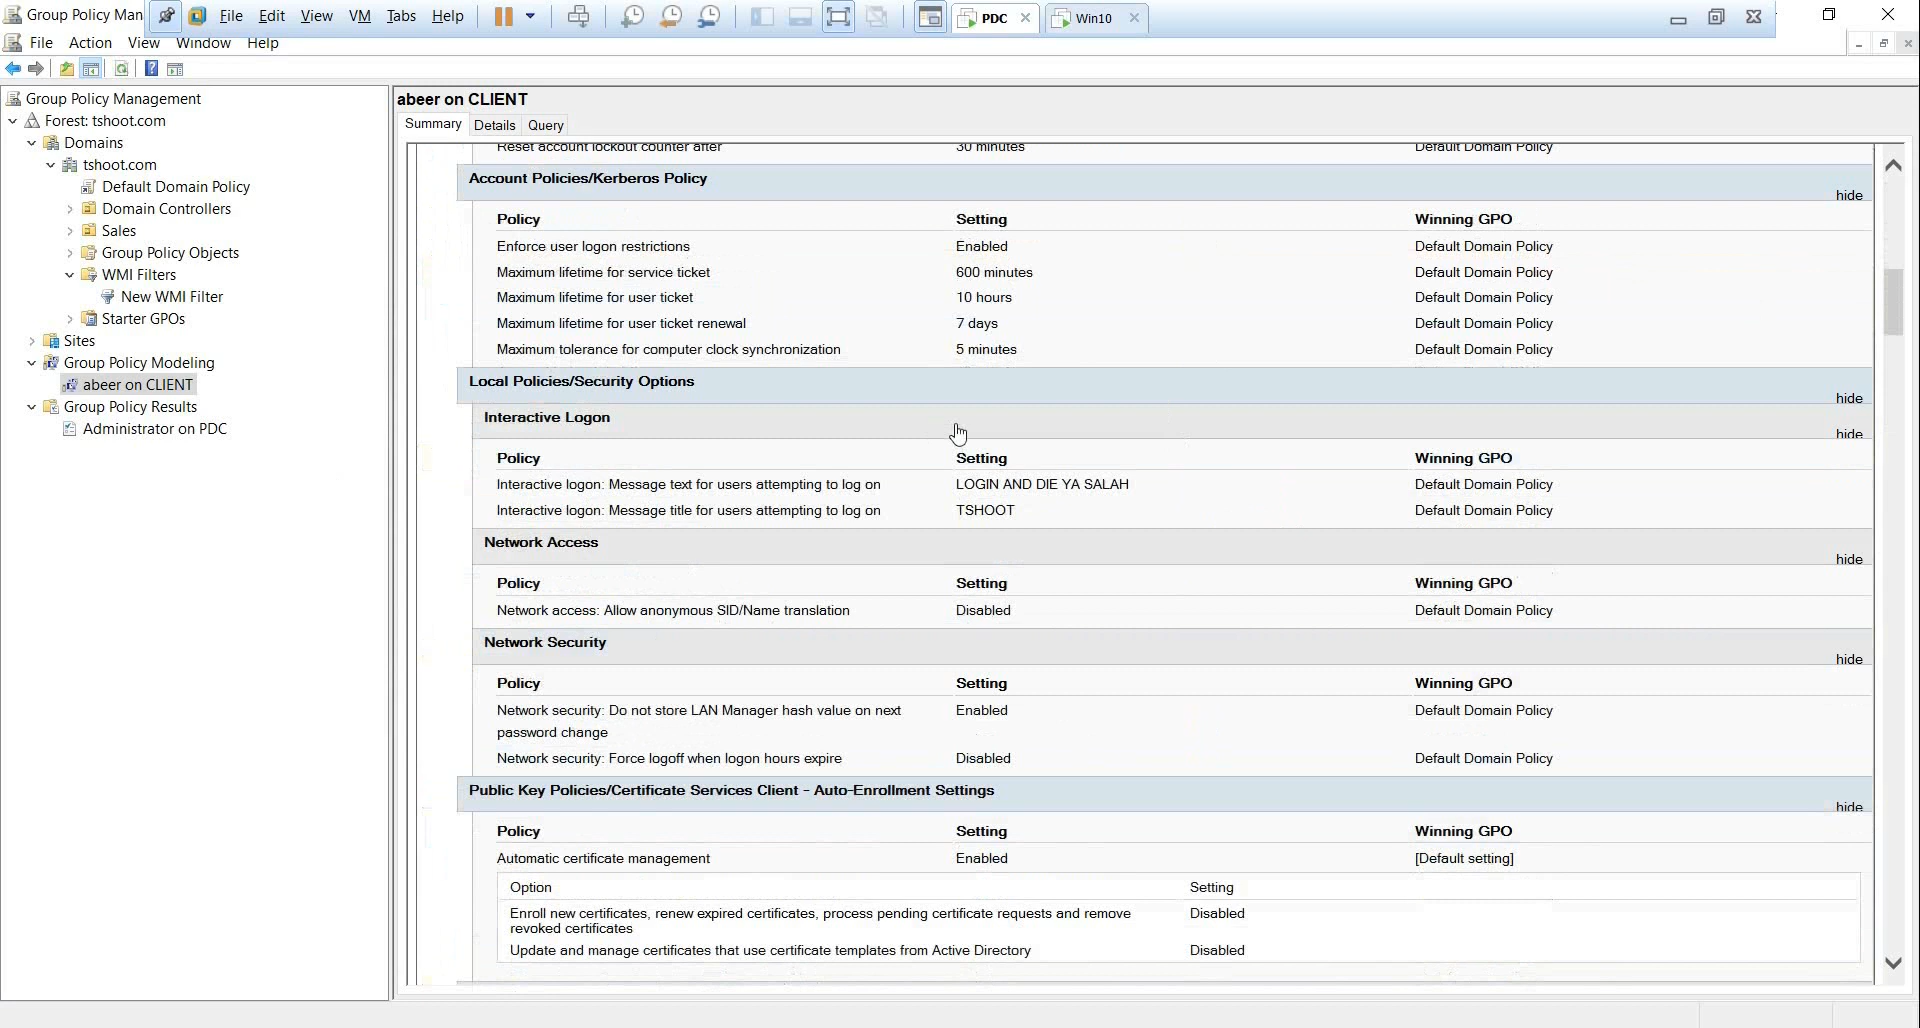 Group Policy Man
File Edit View VM Tabs Help
PDC
Win10
File Action View Window Help
Group Policy Management
Forest: tshoot.com
Domains
tshoot.com
Default Domain Policy
Domain Controllers
Sales
Group Policy Objects
WMI Filters
New WMI Filter
Starter GPOs
Sites
Group Policy Modeling
abeer on CLIENT
Group Policy Results
Administrator on PDC
abeer on CLIENT
Summary Details Query
Reset account lockout counter after 30 minutes Default Domain Policy
Account Policies/Kerberos Policy
hide
Policy Setting Winning GPO
Enforce user logon restrictions Enabled Default Domain Policy
Maximum lifetime for service ticket 600 minutes Default Domain Policy
Maximum lifetime for user ticket 10 hours Default Domain Policy
Maximum lifetime for user ticket renewal 7 days Default Domain Policy
Maximum tolerance for computer clock synchronization 5 minutes Default Domain Policy
Local Policies/Security Options
hide
Interactive Logon
hide
Policy Setting Winning GPO
Interactive logon: Message text for users attempting to log on LOGIN AND DIE YA SALAH Default Domain Policy
Interactive logon: Message title for users attempting to log on TSHOOT Default Domain Policy
Network Access
hide
Policy Setting Winning GPO
Network access: Allow anonymous SID/Name translation Disabled Default Domain Policy
Network Security
hide
Policy Setting Winning GPO
Network security: Do not store LAN Manager hash value on next Enabled Default Domain Policy
password change
Network security: Force logoff when logon hours expire Disabled Default Domain Policy
Public Key Policies/Certificate Services Client - Auto-Enrollment Settings
hide
Policy Setting Winning GPO
Automatic certificate management Enabled [Default setting]
Option Setting
Enroll new certificates, renew expired certificates, process pending certificate requests and remove Disabled
revoked certificates
Update and manage certificates that use certificate templates from Active Directory Disabled